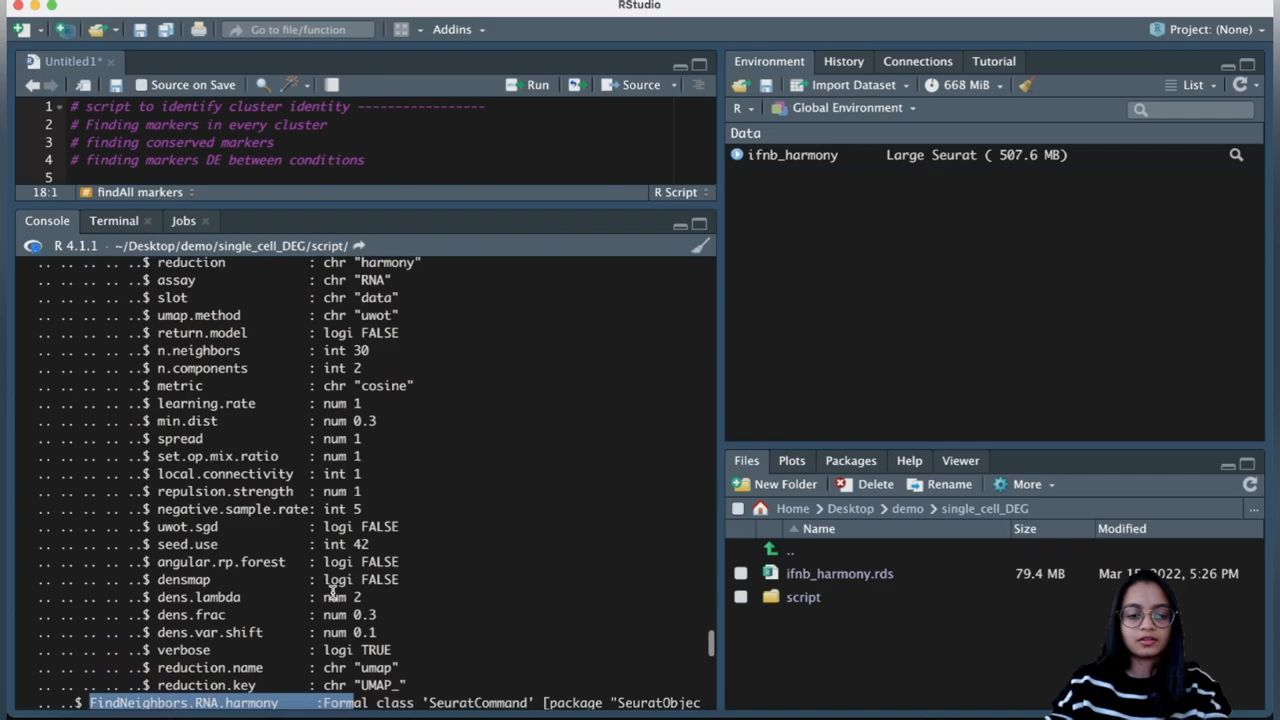 RStudio
Go to file/function
Addins
Project: (None)
Untitled1*
Source on Save
Run
Source
1 # script to identify cluster identity -----------------
2 # Finding markers in every cluster
3 # finding conserved markers
4 # finding markers DE between conditions
5
18:1
findAll markers
R Script
Console
Terminal
Jobs
R 4.1.1 · ~/Desktop/demo/single_cell_DEG/script/
.. .. .. .. ..$ reduction : chr "harmony"
.. .. .. .. ..$ assay : chr "RNA"
.. .. .. .. ..$ slot : chr "data"
.. .. .. .. ..$ umap.method : chr "uwot"
.. .. .. .. ..$ return.model : logi FALSE
.. .. .. .. ..$ n.neighbors : int 30
.. .. .. .. ..$ n.components : int 2
.. .. .. .. ..$ metric : chr "cosine"
.. .. .. .. ..$ learning.rate : num 1
.. .. .. .. ..$ min.dist : num 0.3
.. .. .. .. ..$ spread : num 1
.. .. .. .. ..$ set.op.mix.ratio : num 1
.. .. .. .. ..$ local.connectivity : int 1
.. .. .. .. ..$ repulsion.strength : num 1
.. .. .. .. ..$ negative.sample.rate: int 5
.. .. .. .. ..$ uwot.sgd : logi FALSE
.. .. .. .. ..$ seed.use : int 42
.. .. .. .. ..$ angular.rp.forest : logi FALSE
.. .. .. .. ..$ densmap : logi FALSE
.. .. .. .. ..$ dens.lambda : num 2
.. .. .. .. ..$ dens.frac : num 0.3
.. .. .. .. ..$ dens.var.shift : num 0.1
.. .. .. .. ..$ verbose : logi TRUE
.. .. .. .. ..$ reduction.name : chr "umap"
.. .. .. .. ..$ reduction.key : chr "UMAP_"
.. ..$ FindNeighbors.RNA.harmony :Formal class 'SeuratCommand' [package "SeuratObjec
Environment
History
Connections
Tutorial
Import Dataset
668 MiB
List
R
Global Environment
Data
ifnb_harmony Large Seurat ( 507.6 MB)
Files
Plots
Packages
Help
Viewer
New Folder
Delete
Rename
More
Home
Desktop
demo
single_cell_DEG
...
Name
Size
Modified
..
ifnb_harmony.rds
79.4 MB
Mar 15, 2022, 5:26 PM
script